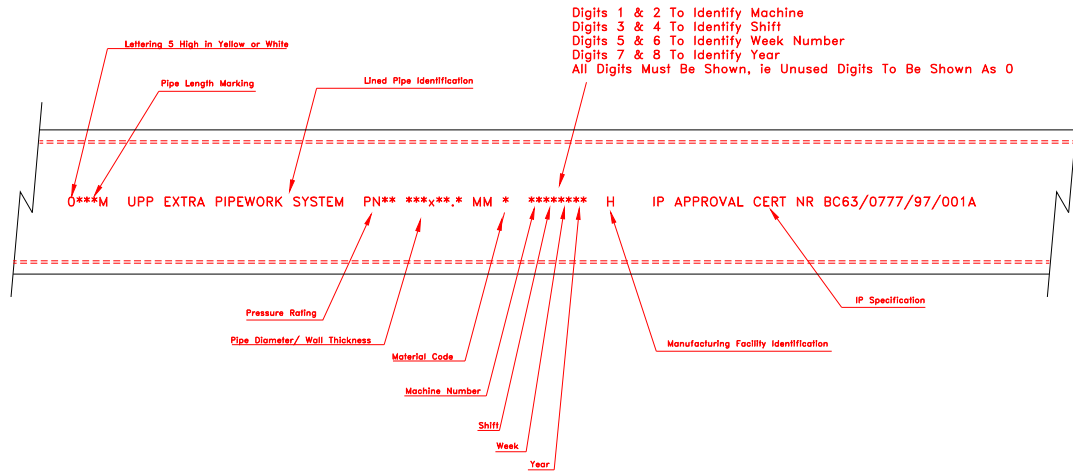 Digits 1 & 2 To Identify Machine
Digits 3 & 4 To Identify Shift
Digits 5 & 6 To Identify Week Number
Digits 7 & 8 To Identify Year
All Digits Must Be Shown, ie Unused Digits To Be Shown As 0
Lettering 5 High in Yellow or White
Pipe Length Marking
Lined Pipe Identification
0***M UPP EXTRA PIPEWORK SYSTEM PN** ***x**.* MM * ******** H IP APPROVAL CERT NR BC63/0777/97/001A
Pressure Rating
IP Specification
Pipe Diameter/ Wall Thickness
Manufacturing Facility Identification
Material Code
Machine Number
Shift
Week
Year